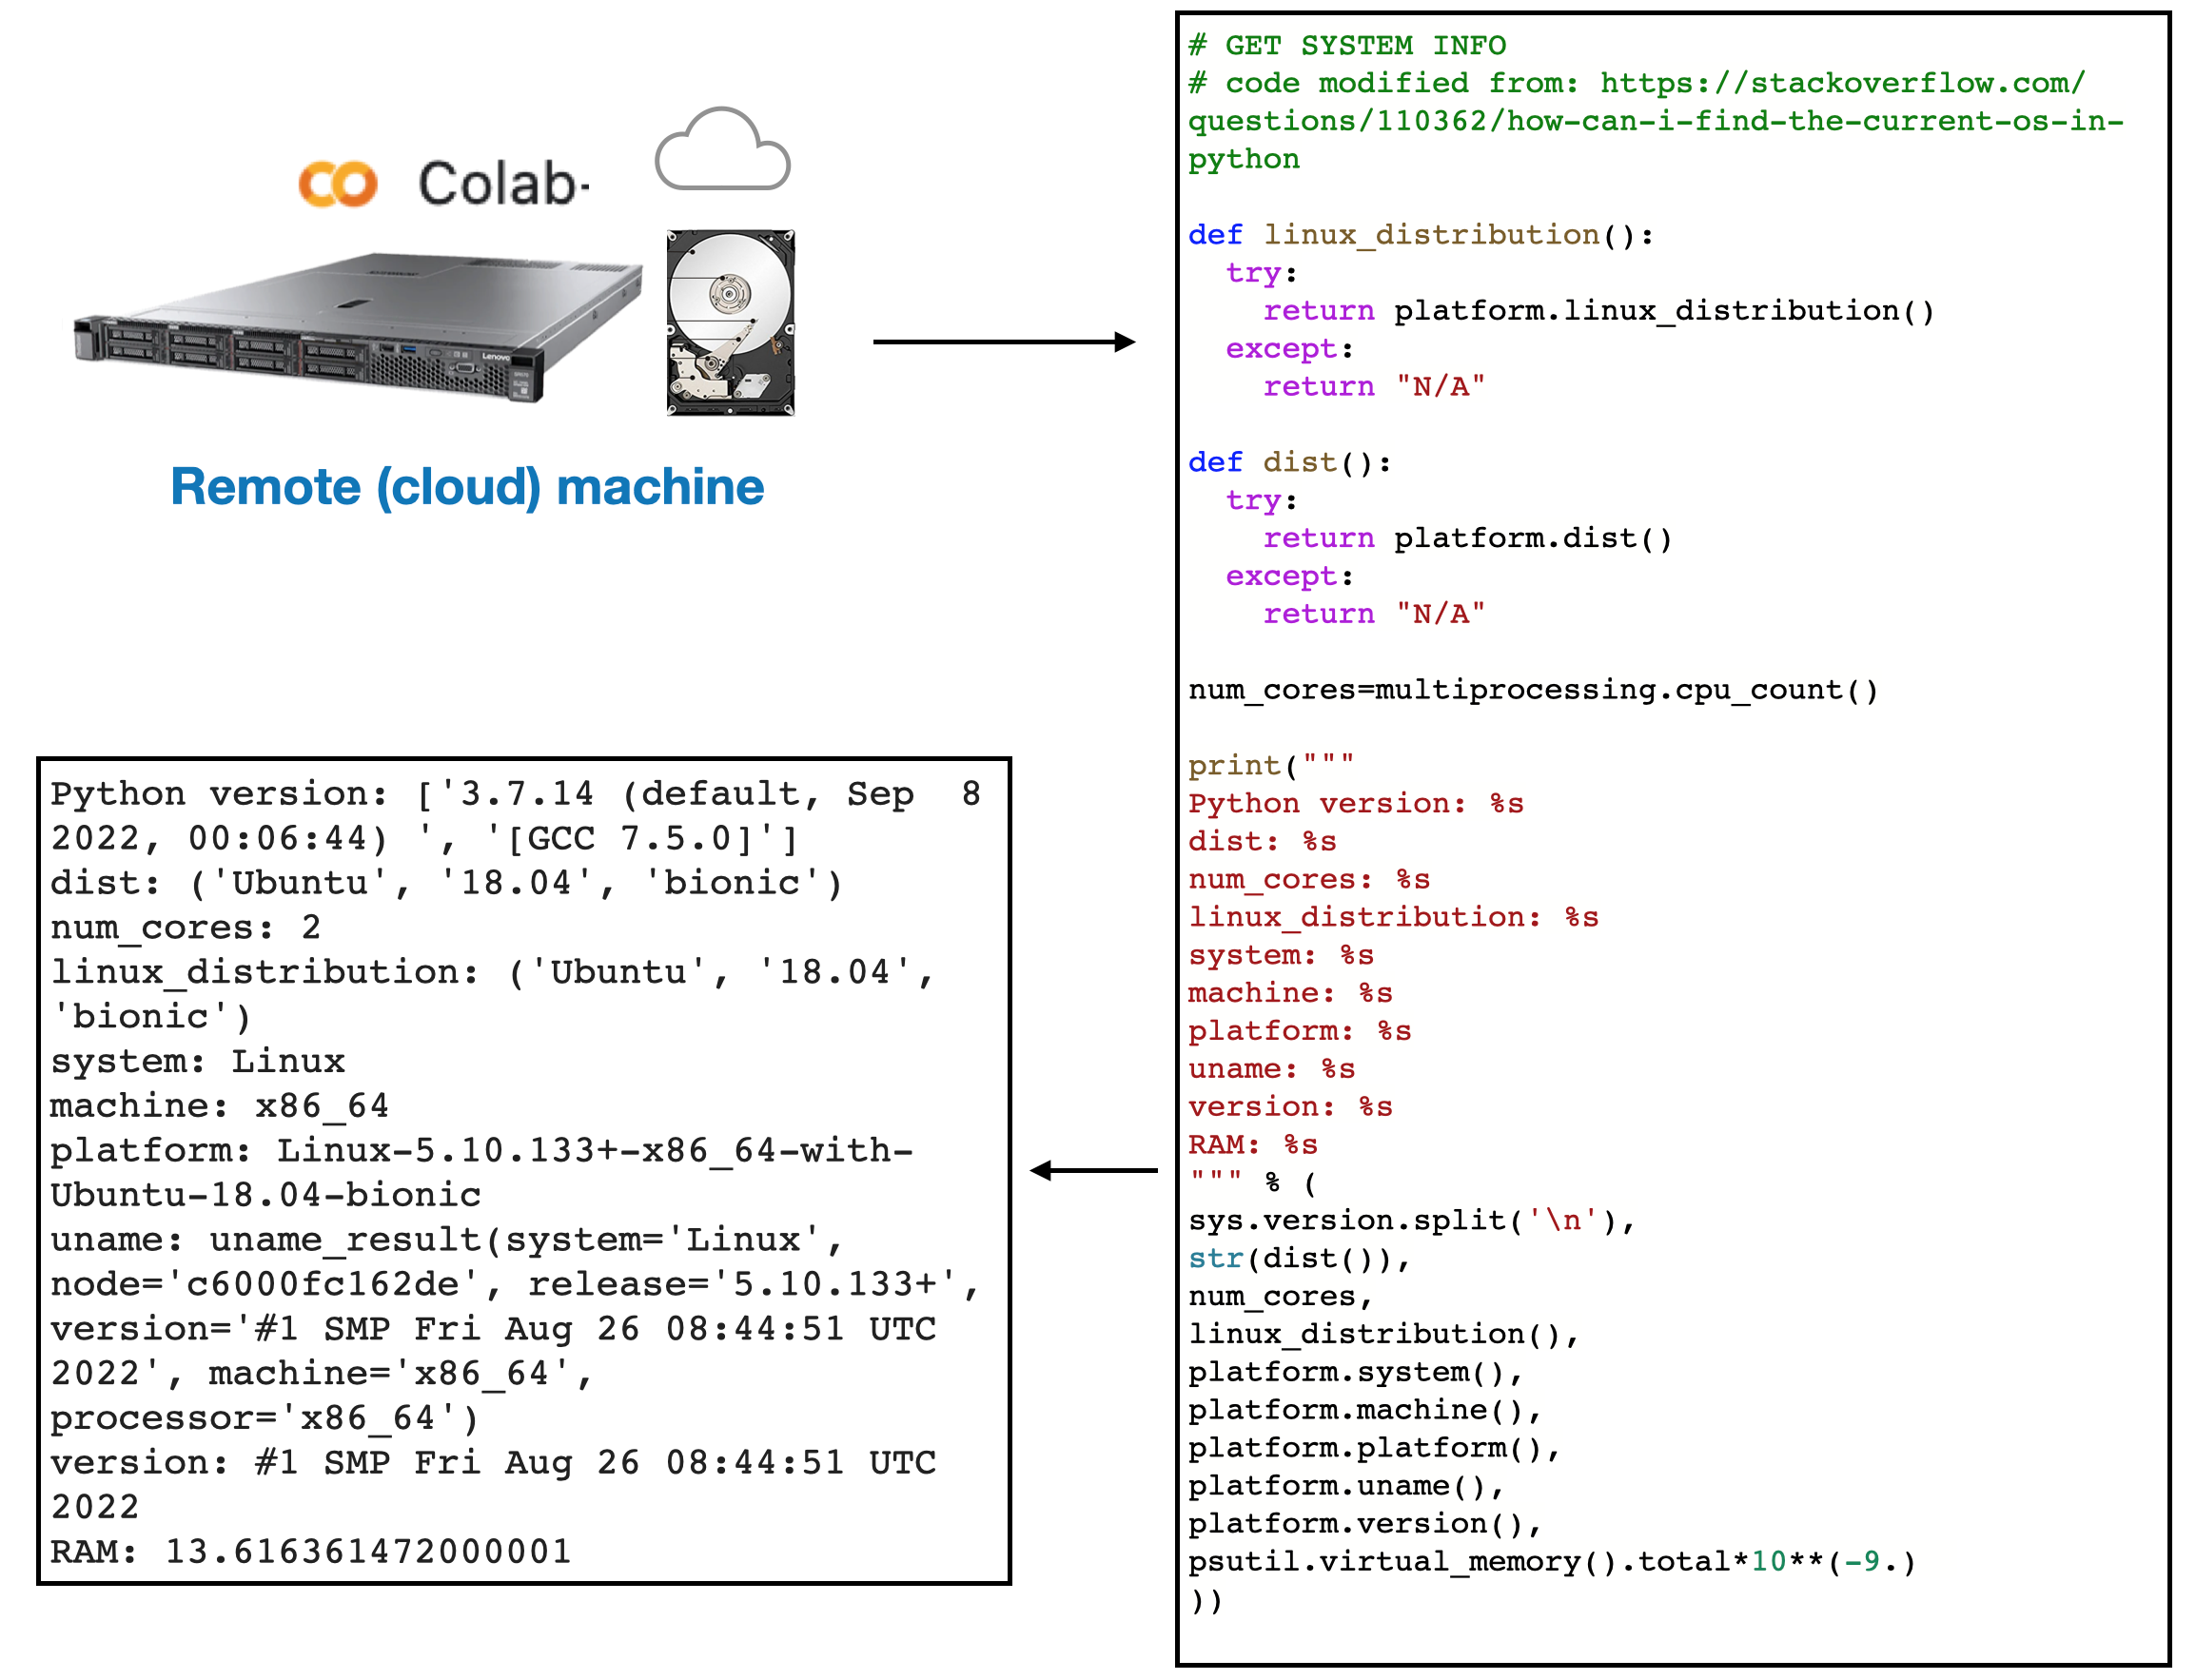 Colab-
Lenovo
Remote (cloud) machine
# GET SYSTEM INFO
# code modified from: https://stackoverflow.com/
questions/110362/how-can-i-find-the-current-os-in-
python
def linux_distribution():
  try:
    return platform.linux_distribution()
  except:
    return "N/A"
def dist():
  try:
    return platform.dist()
  except:
    return "N/A"
num_cores=multiprocessing.cpu_count()
print("""
Python version: %s
dist: %s
num_cores: %s
linux_distribution: %s
system: %s
machine: %s
platform: %s
uname: %s
version: %s
RAM: %s
""" % (
sys.version.split('\n'),
str(dist()),
num_cores,
linux_distribution(),
platform.system(),
platform.machine(),
platform.platform(),
platform.uname(),
platform.version(),
psutil.virtual_memory().total*10**(-9.)
))
Python version: ['3.7.14 (default, Sep  8
2022, 00:06:44) ', '[GCC 7.5.0]']
dist: ('Ubuntu', '18.04', 'bionic')
num_cores: 2
linux_distribution: ('Ubuntu', '18.04',
'bionic')
system: Linux
machine: x86_64
platform: Linux-5.10.133+-x86_64-with-
Ubuntu-18.04-bionic
uname: uname_result(system='Linux',
node='c6000fc162de', release='5.10.133+',
version='#1 SMP Fri Aug 26 08:44:51 UTC
2022', machine='x86_64',
processor='x86_64')
version: #1 SMP Fri Aug 26 08:44:51 UTC
2022
RAM: 13.616361472000001